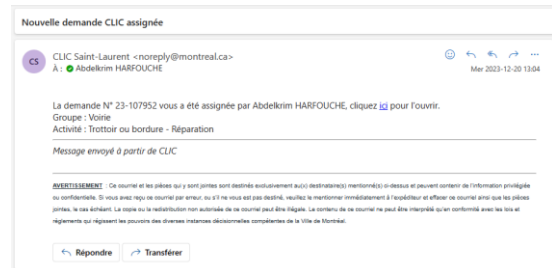 Nouvelle demande CLIC assignée
CS
CLIC Saint-Laurent <noreply@montreal.ca>
À : Abdelkrim HARFOUCHE
Mer 2023-12-20 13:04
La demande N° 23-107952 vous a été assignée par Abdelkrim HARFOUCHE, cliquez ici pour l'ouvrir.
Groupe : Voirie
Activité : Trottoir ou bordure - Réparation
Message envoyé à partir de CLIC
AVERTISSEMENT : Ce courriel et les pièces qui y sont jointes sont destinés exclusivement au(x) destinataire(s) mentionné(s) ci-dessus et peuvent contenir de l'information privilégiée
ou confidentielle. Si vous avez reçu ce courriel par erreur, ou s'il ne vous est pas destiné, veuillez le mentionner immédiatement à l'expéditeur et effacer ce courriel ainsi que les pièces
jointes, le cas échéant. La copie ou la redistribution non autorisée de ce courriel peut être illégale. Le contenu de ce courriel ne peut être interprété qu'en conformité avec les lois et
règlements qui régissent les pouvoirs des diverses instances décisionnelles compétentes de la Ville de Montréal.
Répondre
Transférer